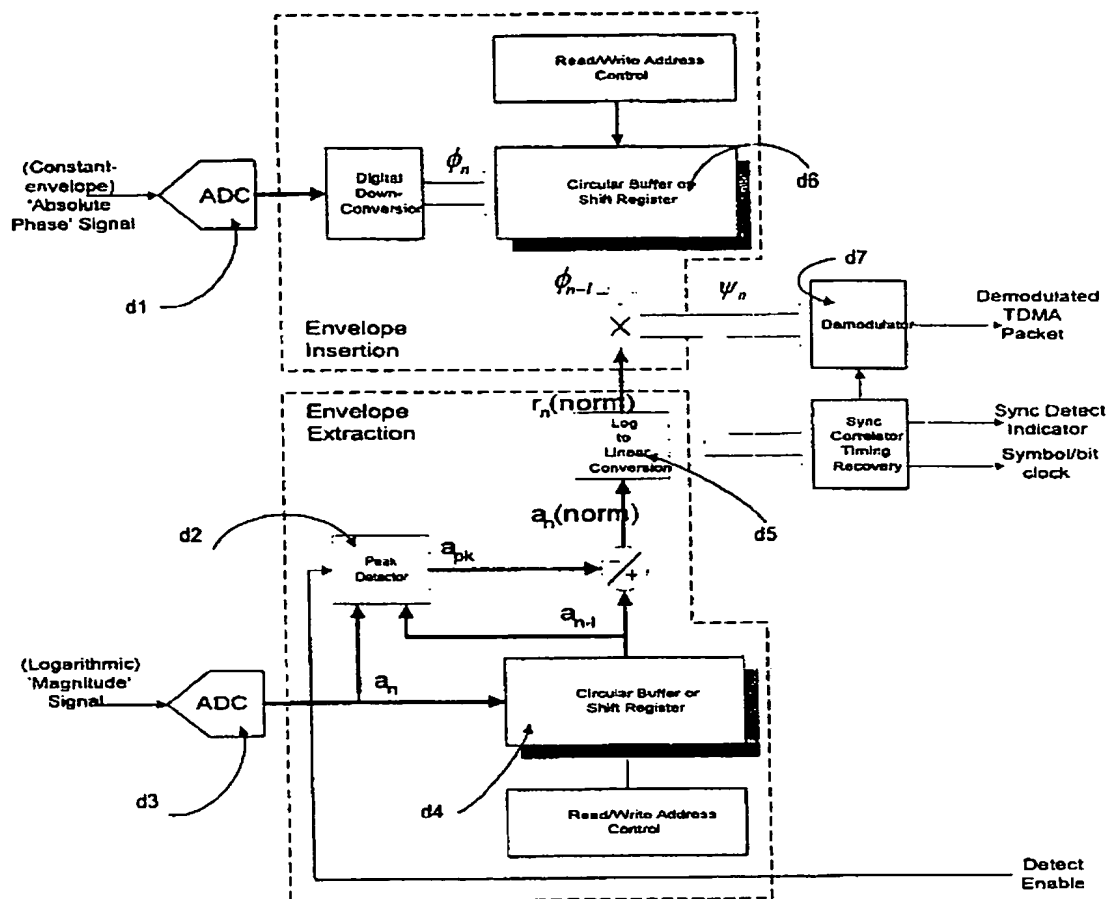 Read/Write Address
Control
(Constant-
envelope)
'Absolute
Phase' Signal
ADC
d1
Digital
Down-
Conversion
ϕn
Circular Buffer or
Shift Register
d6
ϕn-l
ψn
×
d7
Demodulator
Demodulated
TDMA
Packet
Envelope
Insertion
Envelope
Extraction
rn(norm)
Log
to
Linear
Conversion
d5
Sync
Correlator
Timing
Recovery
Sync Detect
Indicator
Symbol/bit
clock
an(norm)
d2
Peak
Detector
apk
-
+
an-l
(Logarithmic)
'Magnitude'
Signal
ADC
d3
an
Circular Buffer or
Shift Register
d4
Read/Write Address
Control
Detect
Enable